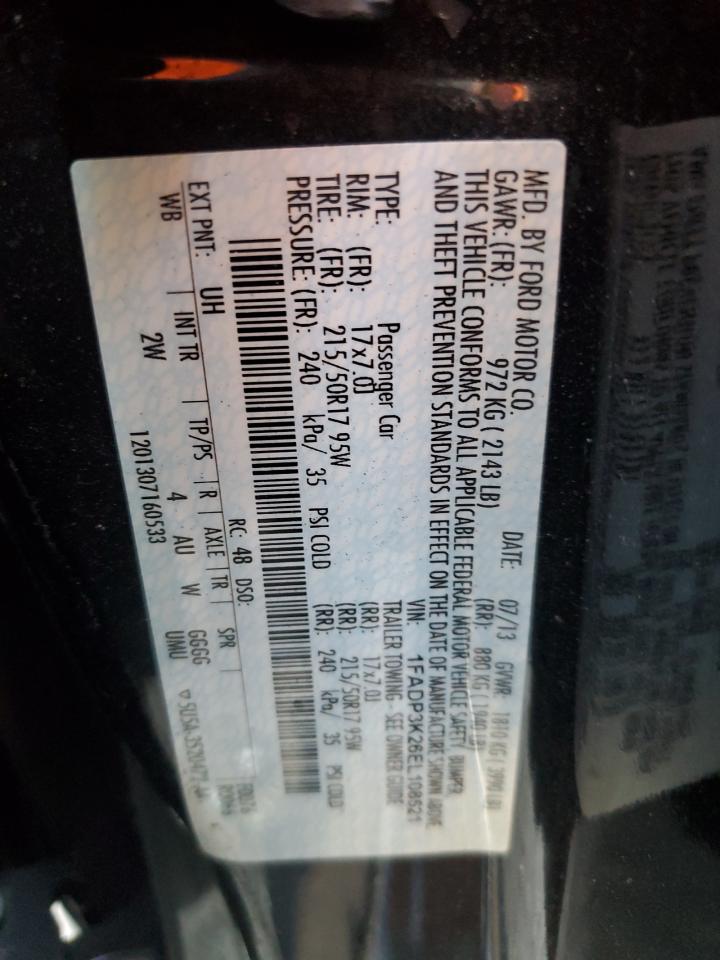 MFD. BY FORD MOTOR CO.
DATE: 07/13 GVWR: 1810 KG ( 3990 LB)
GAWR: (FR): 972 KG ( 2143 LB) (RR): 880 KG ( 1940 LB)
THIS VEHICLE CONFORMS TO ALL APPLICABLE FEDERAL MOTOR VEHICLE SAFETY BUMPER
AND THEFT PREVENTION STANDARDS IN EFFECT ON THE DATE OF MANUFACTURE SHOWN ABOVE
VIN: 1FADP3K26EL108521
TYPE: Passenger Car TRAILER TOWING - SEE OWNER GUIDE
RIM: (FR): 17x7.0J (RR): 17x7.0J
TIRE: (FR): 215/50R17 95W (RR): 215/50R17 95W
PRESSURE: (FR): 240 kPa/ 35 PSI COLD (RR): 240 kPa/ 35 PSI COLD
RC: 48 DSO:
EXT PNT: UH
WB | INT TR | TP/PS | R | AXLE | TR | SPR |
2W 4 AU W GGGG
1201307160533 UMU